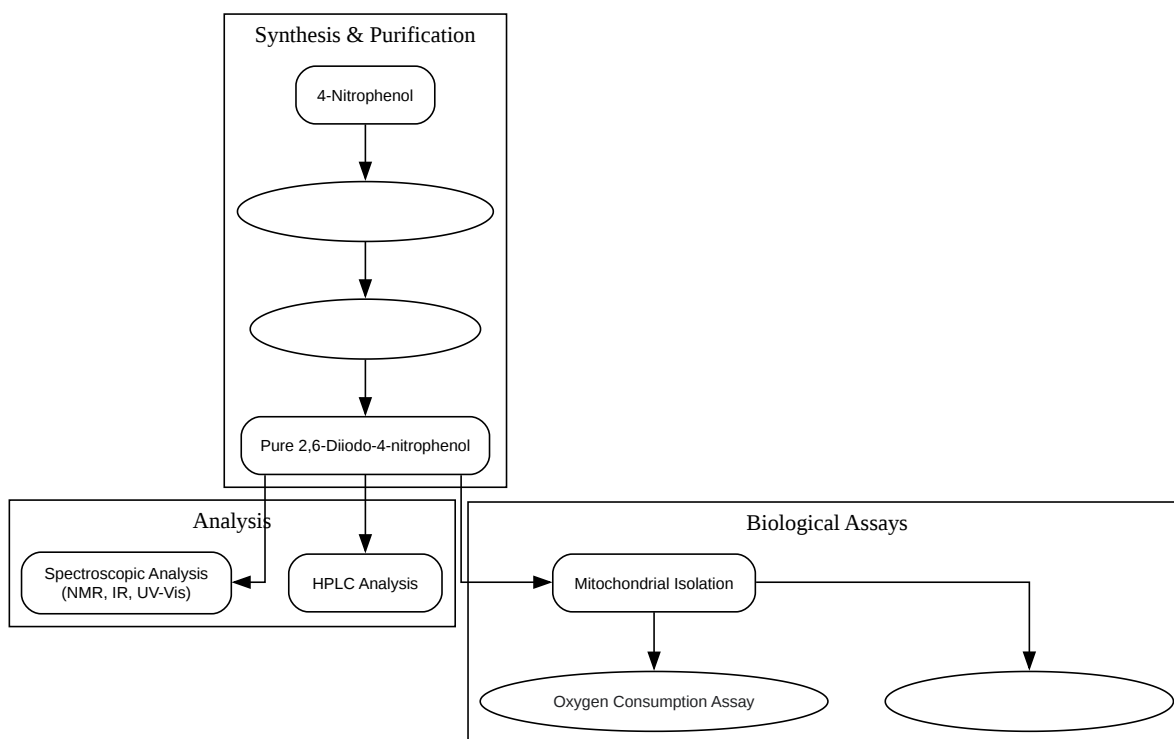 Synthesis & Purification
4-Nitrophenol
Pure 2,6-Diiodo-4-nitrophenol
Analysis
Spectroscopic Analysis
(NMR, IR, UV-Vis)
HPLC Analysis
Biological Assays
Mitochondrial Isolation
Oxygen Consumption Assay